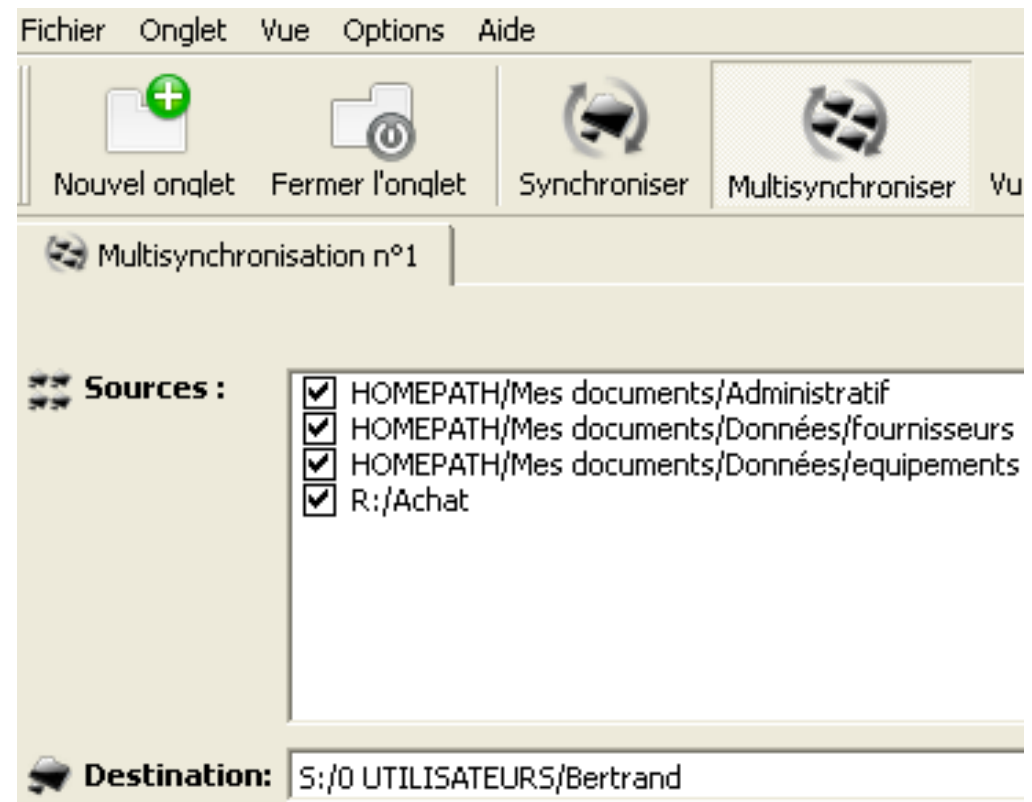 Fichier Onglet Vue Options Aide
Nouvel onglet Fermer l'onglet Synchroniser Multisynchroniser Vu
Multisynchronisation n°1
Sources : HOMEPATH/Mes documents/Administratif
HOMEPATH/Mes documents/Données/fournisseurs
HOMEPATH/Mes documents/Données/equipements
R:/Achat
Destination: S:/0 UTILISATEURS/Bertrand